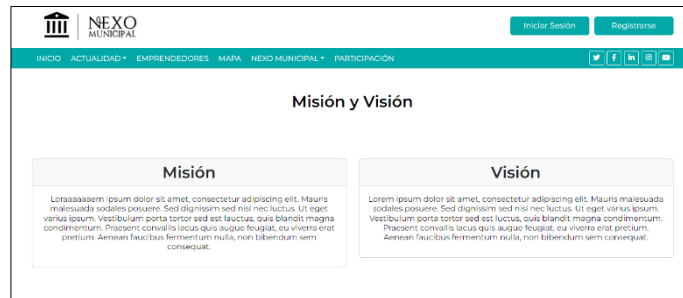 NEXO
MUNICIPAL
Iniciar Sesión
Registrarse
INICIO ACTUALIDAD EMPRENDEDORES MAPA NEXO MUNICIPAL PARTICIPACIÓN
Misión y Visión
Misión
Loraaaaaaem ipsum dolor sit amet, consectetur adipiscing elit. Mauris
malesuada sodales posuere. Sed dignissim sed nisi nec luctus. Ut eget
varius ipsum. Vestibulum porta tortor sed est lauctus, quis blandit magna
condimentum. Praesent convallis lacus quis augue feugiat, eu viverra erat
pretium. Aenean faucibus fermentum nulla, non bibendum sem
consequat.
Visión
Lorem ipsum dolor sit amet, consectetur adipiscing elit. Mauris malesuada
sodales posuere. Sed dignissim sed nisi nec luctus. Ut eget varius ipsum.
Vestibulum porta tortor sed est luctus, quis blandit magna condimentum.
Praesent convallis lacus quis augue feugiat, eu viverra erat pretium.
Aenean faucibus fermentum nulla, non bibendum sem consequat.